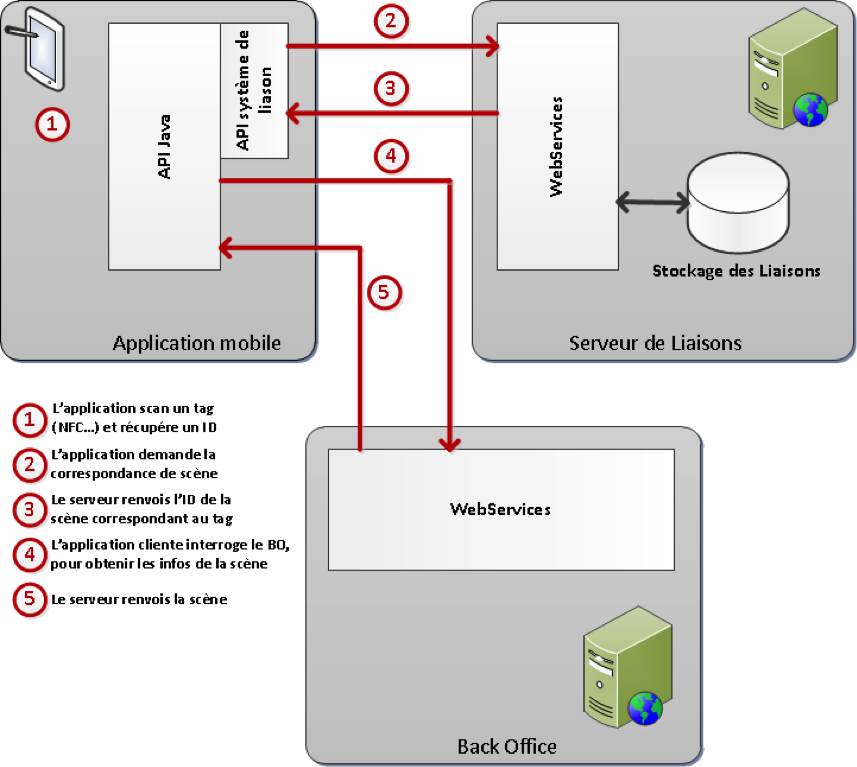 2
API système de
liason
3
1
API Java
WebServices
4
Stockage des Liaisons
5
Application mobile
Serveur de Liaisons
1 L'application scan un tag
(NFC...) et récupére un ID
2 L'application demande la
correspondance de scène
3 Le serveur renvois l'ID de la
scène correspondant au tag
4 L'application cliente interroge le BO,
pour obtenir les infos de la scène
5 Le serveur renvois la scène
WebServices
Back Office